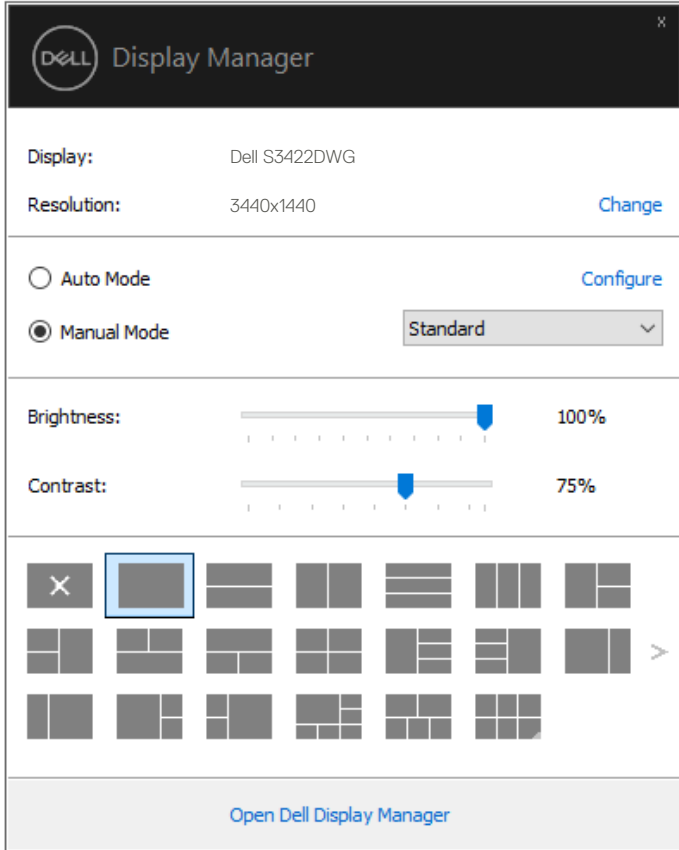 x
DELL Display Manager
Display: Dell S3422DWG
Resolution: 3440x1440 Change
Auto Mode Configure
Manual Mode Standard
Brightness: 100%
Contrast: 75%
Open Dell Display Manager